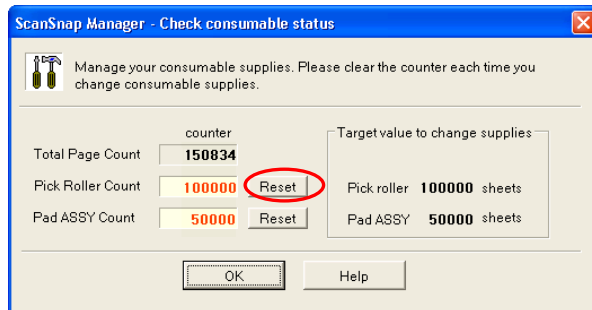 ScanSnap Manager - Check consumable status
Manage your consumable supplies. Please clear the counter each time you
change consumable supplies.
counter
Target value to change supplies
Total Page Count 150834
Pick Roller Count 100000 Reset
Pick roller 100000 sheets
Pad ASSY Count 50000 Reset
Pad ASSY 50000 sheets
OK Help